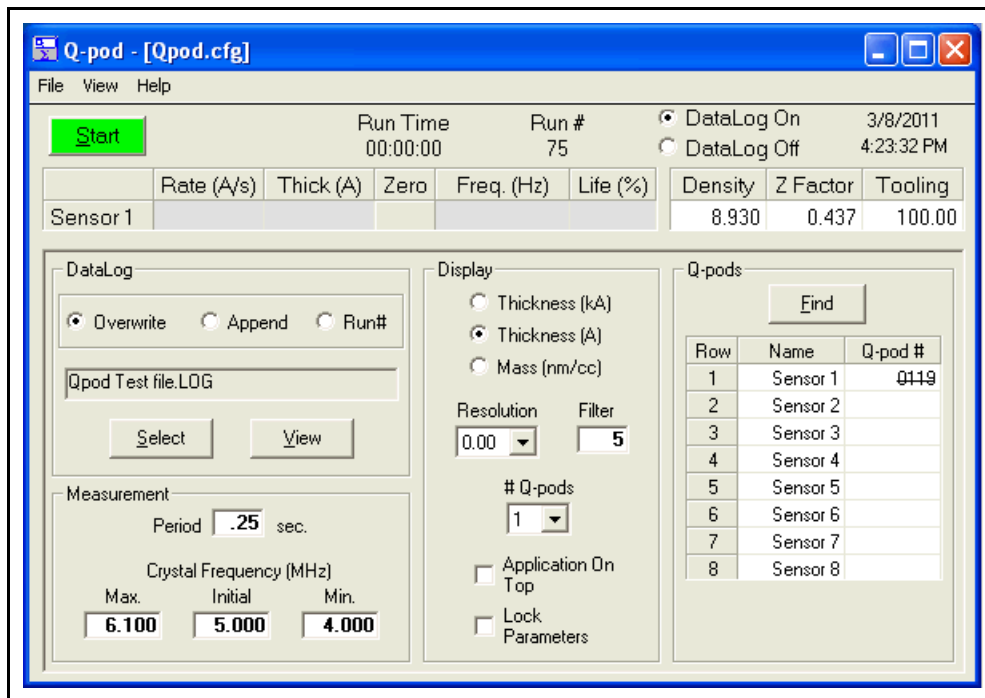 Q-pod - [Qpod.cfg]
File View Help
Start
Run Time
00:00:00
Run #
75
DataLog On
DataLog Off
3/8/2011
4:23:32 PM
Rate (A/s) Thick (A) Zero Freq. (Hz) Life (%) Density Z Factor Tooling
Sensor 1 8.930 0.437 100.00
DataLog
Overwrite Append Run#
Qpod Test file.LOG
Select View
Measurement
Period .25 sec.
Crystal Frequency (MHz)
Max. Initial Min.
6.100 5.000 4.000
Display
Thickness (kA)
Thickness (A)
Mass (nm/cc)
Resolution Filter
0.00 5
# Q-pods
1
Application On
Top
Lock
Parameters
Q-pods
Find
Row Name Q-pod #
1 Sensor 1 0119
2 Sensor 2
3 Sensor 3
4 Sensor 4
5 Sensor 5
6 Sensor 6
7 Sensor 7
8 Sensor 8